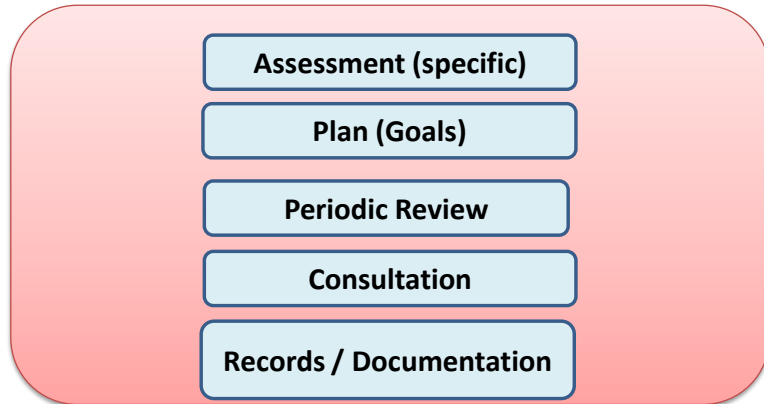 Assessment (specific)
Plan (Goals)
Periodic Review
Consultation
Records / Documentation